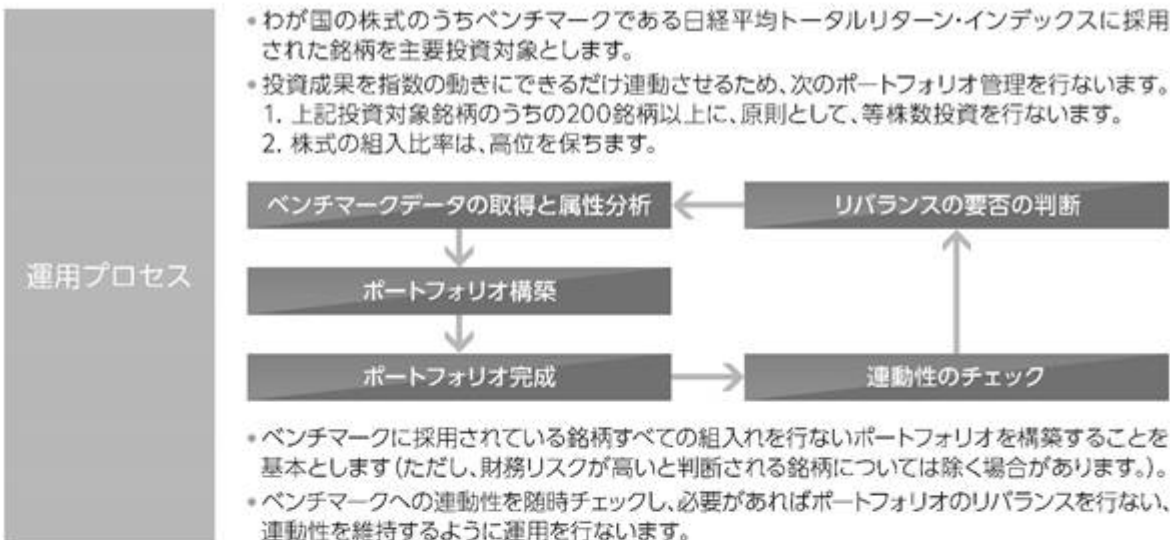 運用プロセス
•わが国の株式のうちベンチマークである日経平均トータルリターン・インデックスに採用
された銘柄を主要投資対象とします。
•投資成果を指数の動きにできるだけ連動させるため、次のポートフォリオ管理を行ないます。
1. 上記投資対象銘柄のうちの200銘柄以上に、原則として、等株数投資を行ないます。
2. 株式の組入比率は、高位を保ちます。
ベンチマークデータの取得と属性分析
リバランスの要否の判断
ポートフォリオ構築
ポートフォリオ完成
連動性のチェック
•ベンチマークに採用されている銘柄すべての組入れを行ないポートフォリオを構築することを
基本とします(ただし、財務リスクが高いと判断される銘柄については除く場合があります。)。
•ベンチマークへの連動性を随時チェックし、必要があればポートフォリオのリバランスを行ない、
連動性を維持するように運用を行ないます。